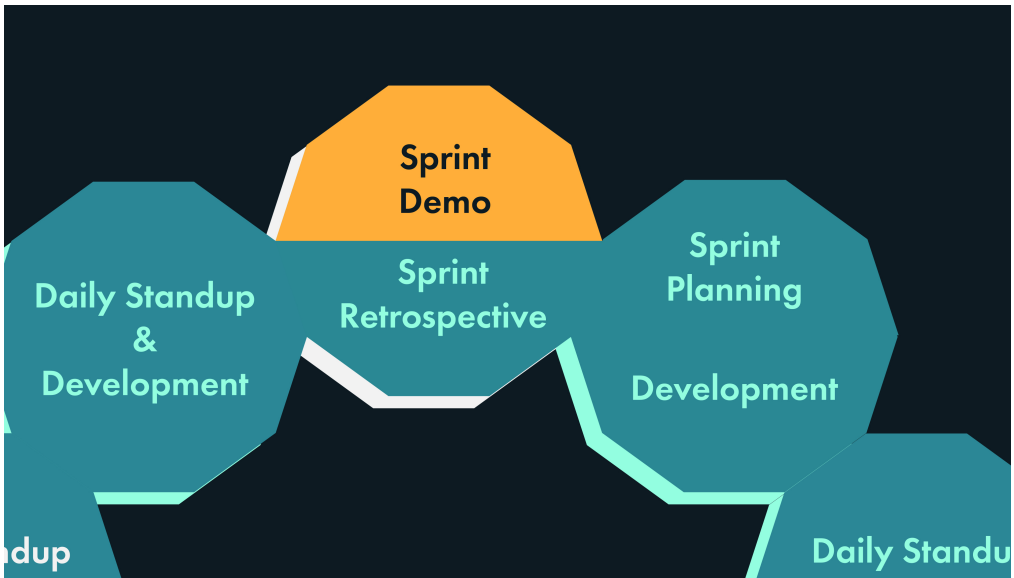 Sprint
Demo
Sprint
Retrospective
Sprint
Planning
Development
Daily Standup
&
Development
ndup
Daily Standu